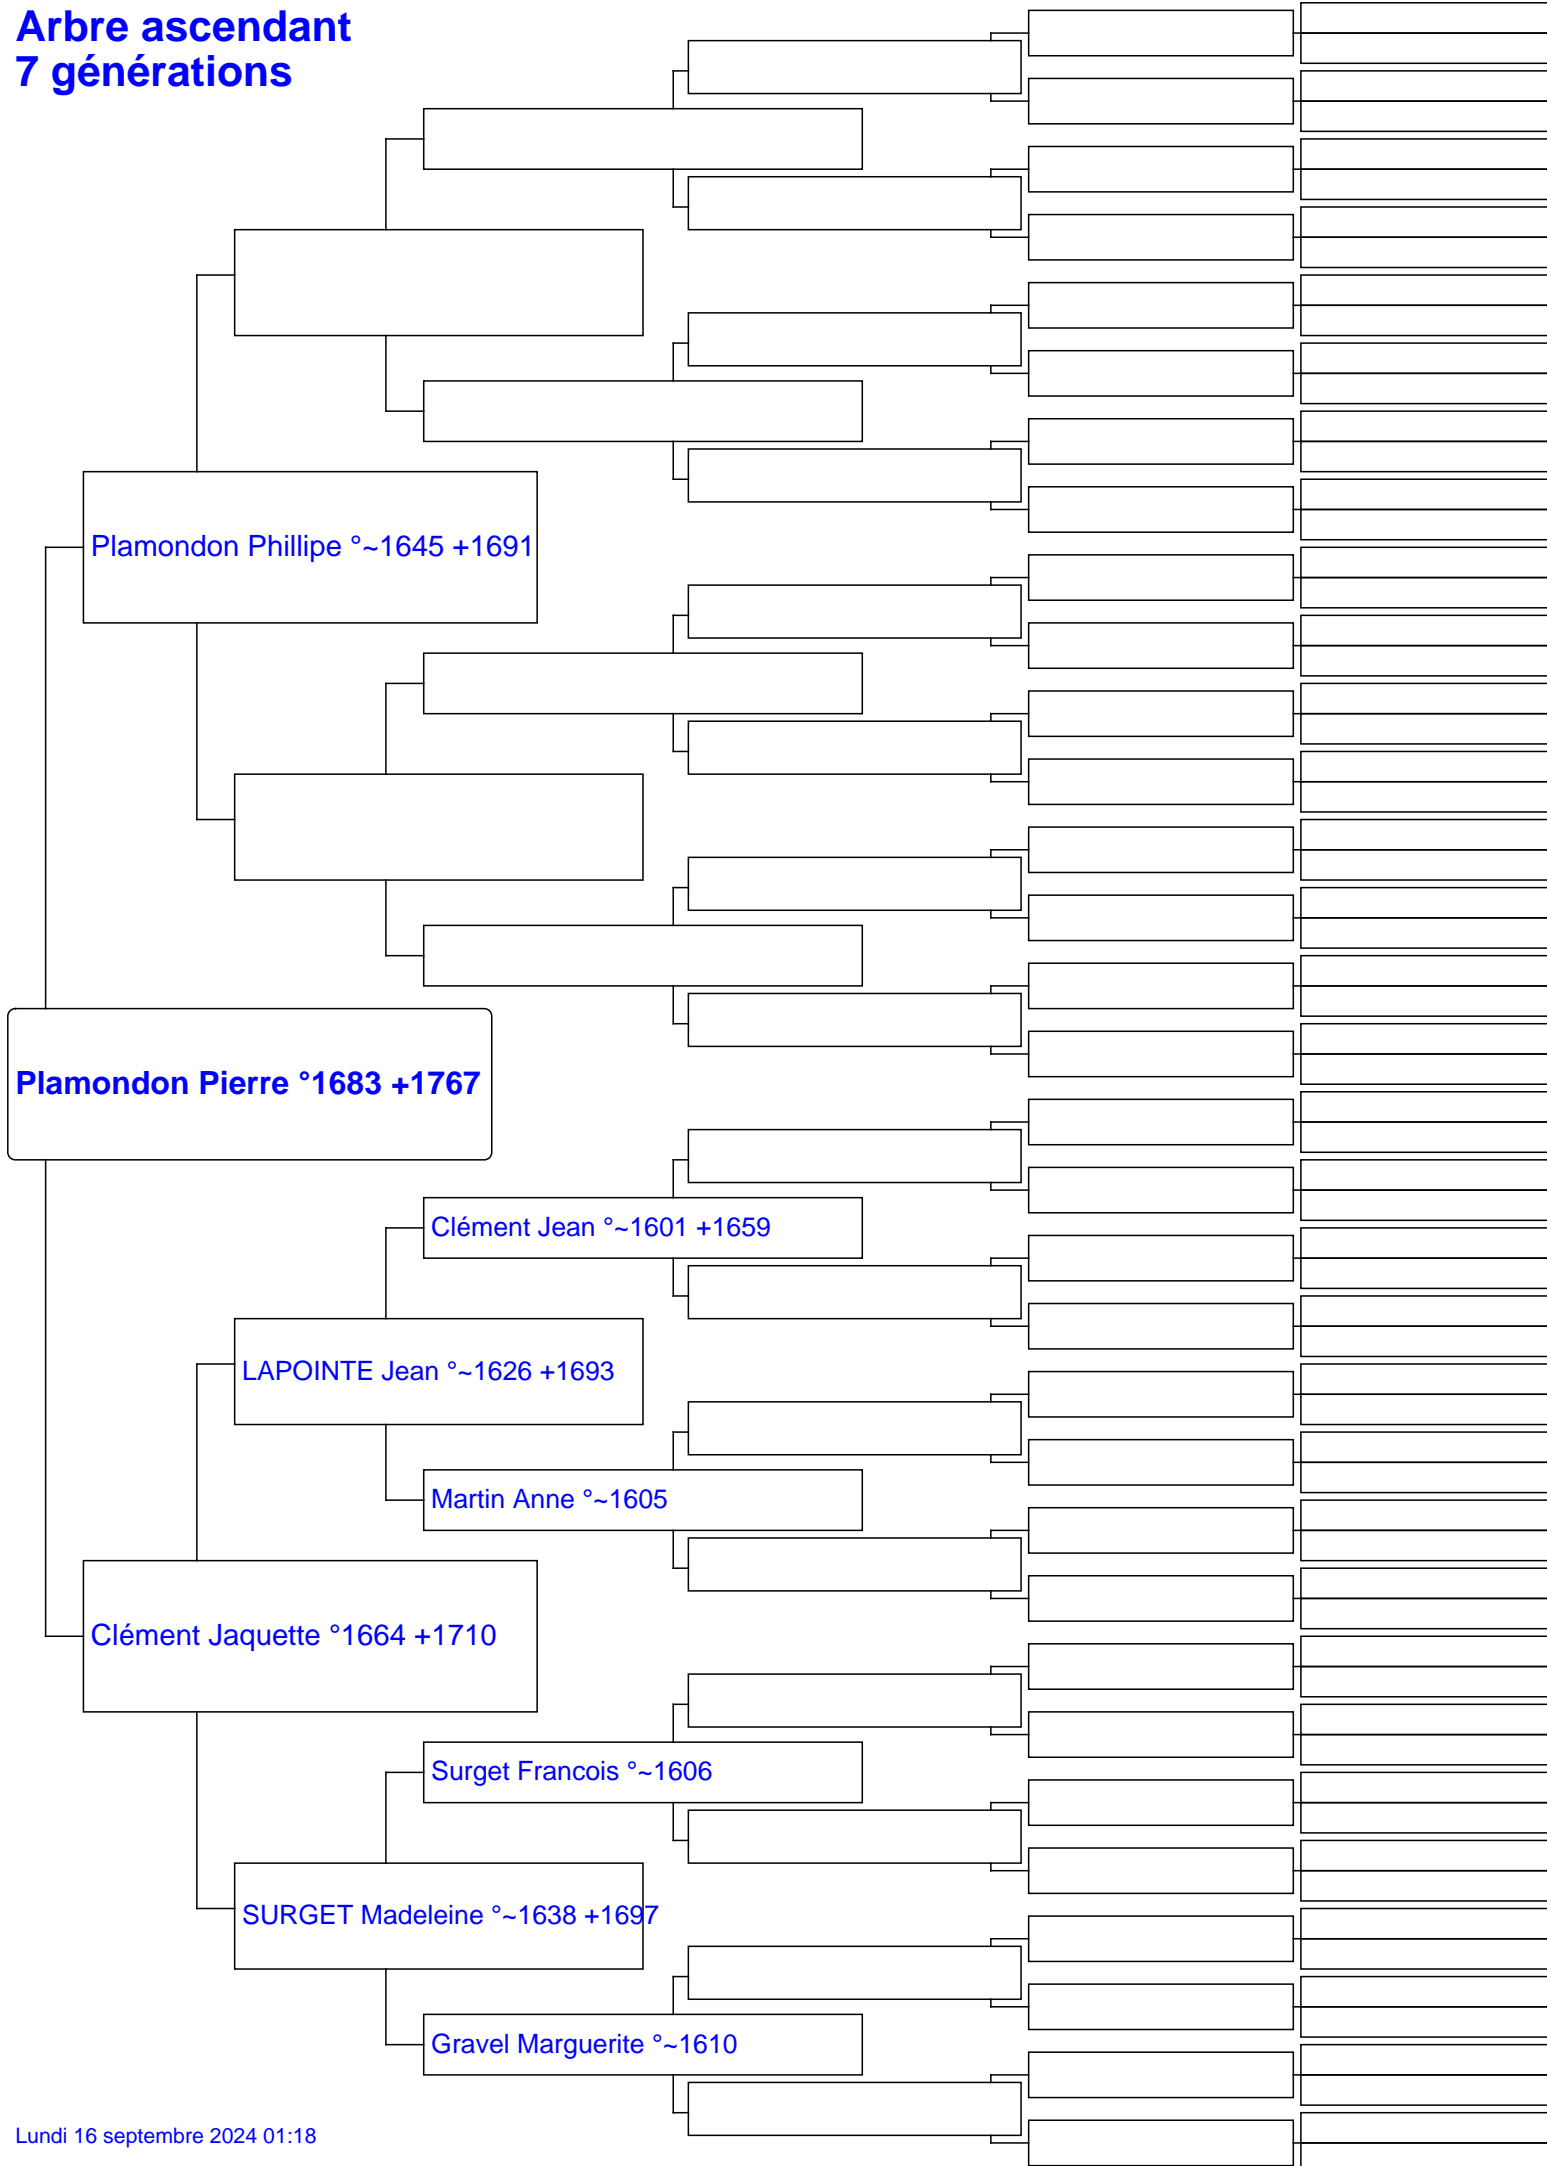 Arbre ascendant
7 générations
Plamondon Phillipe °~1645 +1691
Plamondon Pierre °1683 +1767
Clément Jean °~1601 +1659
LAPOINTE Jean °~1626 +1693
Martin Anne °~1605
Clément Jaquette °1664 +1710
Surget Francois °~1606
SURGET Madeleine °~1638 +1697
Gravel Marguerite °~1610
Lundi 16 septembre 2024 01:18